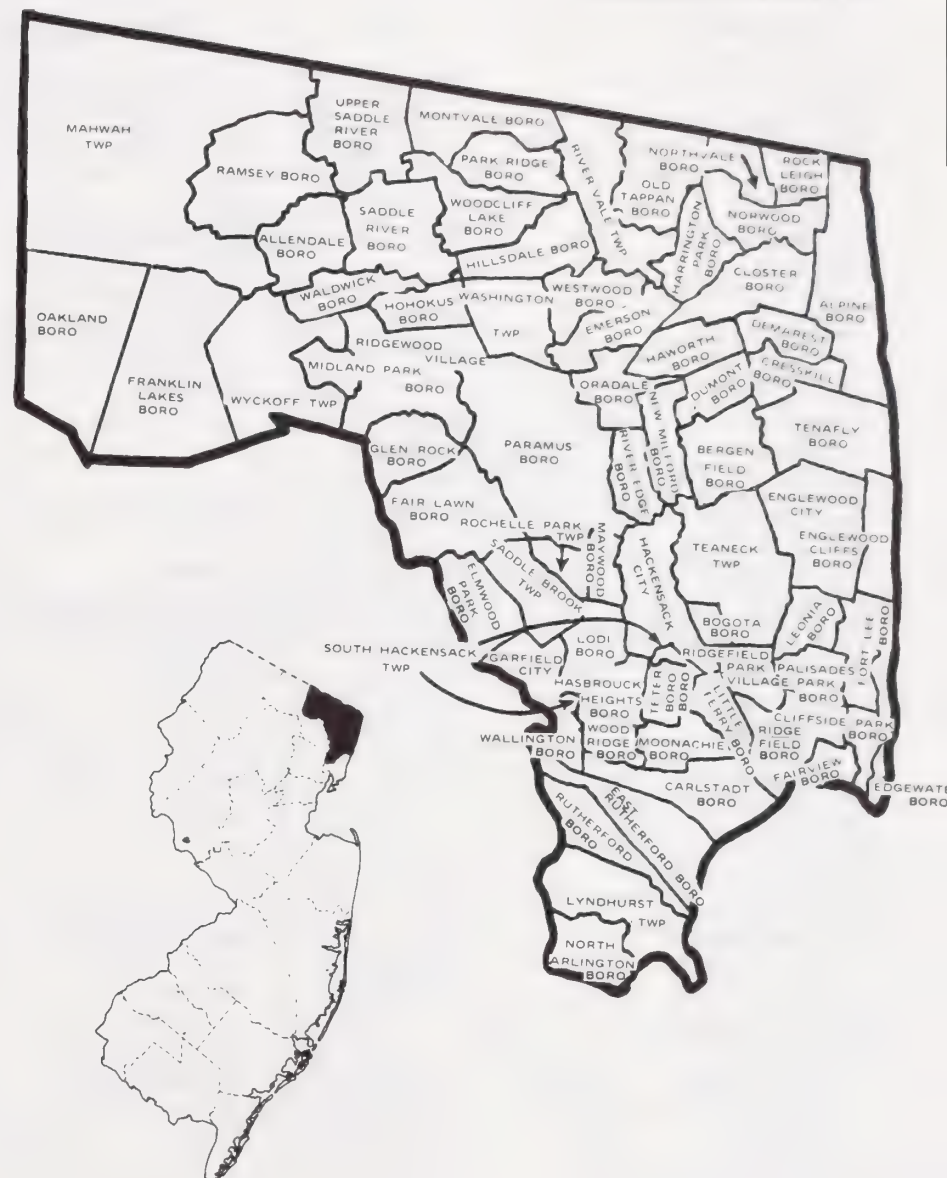 MAHWAH
TWP
UPPER
SADDLE
RIVER
BORO
MONTVALE BORO
RAMSEY BORO
PARK RIDGE
BORO
RIVER VALE TWP
NORTHVALE
BORO
ROCK
LEIGH
BORO
OLD
TAPPAN
BORO
SADDLE
RIVER
BORO
WOODCLIFF
LAKE
BORO
HARRINGTON
PARK
BORO
NORWOOD
BORO
ALLENDALE
BORO
HILLSDALE BORO
CLOSTER
BORO
ALPINE
BORO
WALDWICK
BORO
HOHOKUS
BORO
WASHINGTON
TWP
WESTWOOD
BORO
EMERSON
BORO
OAKLAND
BORO
DEMAREST
BORO
RIDGEWOOD
VILLAGE
HAWORTH
BORO
CRESSKILL
BORO
MIDLAND PARK
BORO
FRANKLIN
LAKES
BORO
WYCKOFF TWP
ORADALE
BORO
NEW MILFORD
BORO
DUMONT
BORO
TENAFLY
BORO
GLEN ROCK
BORO
PARAMUS
BORO
RIVER EDGE
BORO
BERGEN
FIELD
BORO
FAIR LAWN
BORO
ENGLEWOOD
CITY
ROCHELLE PARK
TWP
MAYWOOD
BORO
HACKENSACK
CITY
TEANECK
TWP
ENGLEWOOD
CLIFFS
BORO
SADDLE BROOK
TWP
ELMWOOD
PARK
BORO
BOGOTA
BORO
LEONIA
BORO
FORT LEE
BORO
SOUTH HACKENSACK
TWP
GARFIELD
CITY
LODI
BORO
RIDGEFIELD
PARK
VILLAGE
PALISADES
PARK
BORO
HASBROUCK
HEIGHTS
BORO
TETER
BORO
BORO
LITTLE
FERRY BORO
CLIFFSIDE PARK
BORO
WALLINGTON
BORO
WOOD
RIDGE
BORO
MOONACHIE
BORO
RIDGE
FIELD
BORO
FAIRVIEW
BORO
CARLSTADT
BORO
EDGEWATE
BORO
EAST
RUTHERFORD BORO
RUTHERFORD
BORO
LYNDHURST
TWP
NORTH
ARLINGTON
BORO